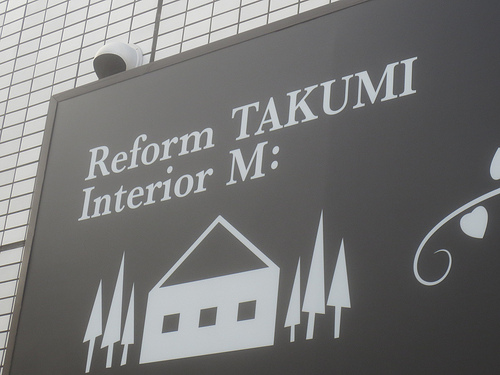 Reform TAKUMI
Interior M: